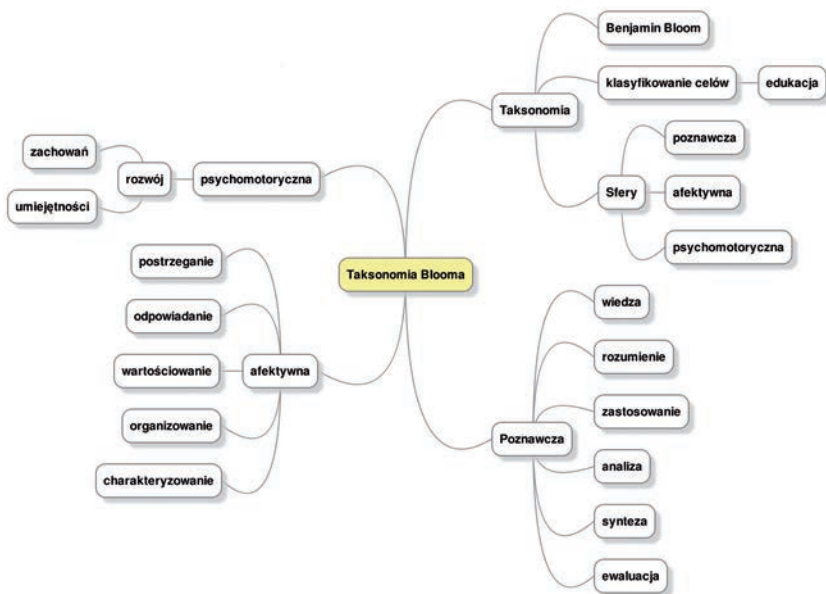 Benjamin Bloom
klasyfikowanie celów
edukacja
Taksonomia
zachowań
poznawcza
rozwój
psychomotoryczna
Sfery
afektywna
umiejętności
psychomotoryczna
postrzeganie
Taksonomia Blooma
wiedza
odpowiadanie
rozumienie
wartościowanie
afektywna
zastosowanie
organizowanie
Poznawcza
analiza
charakteryzowanie
synteza
ewaluacja